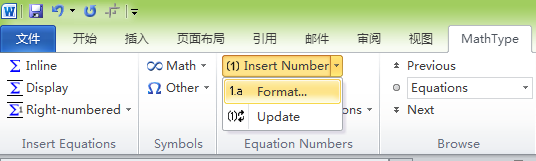 文件 开始 插入 页面布局 引用 邮件 审阅 视图 MathType
Σ Inline ∞ Math (1) Insert Number Previous
Σ Display Ω Other 1.a Format... Equations
Σ Right-numbered (1) Update ons Next
Insert Equations Symbols Equation Numbers Browse